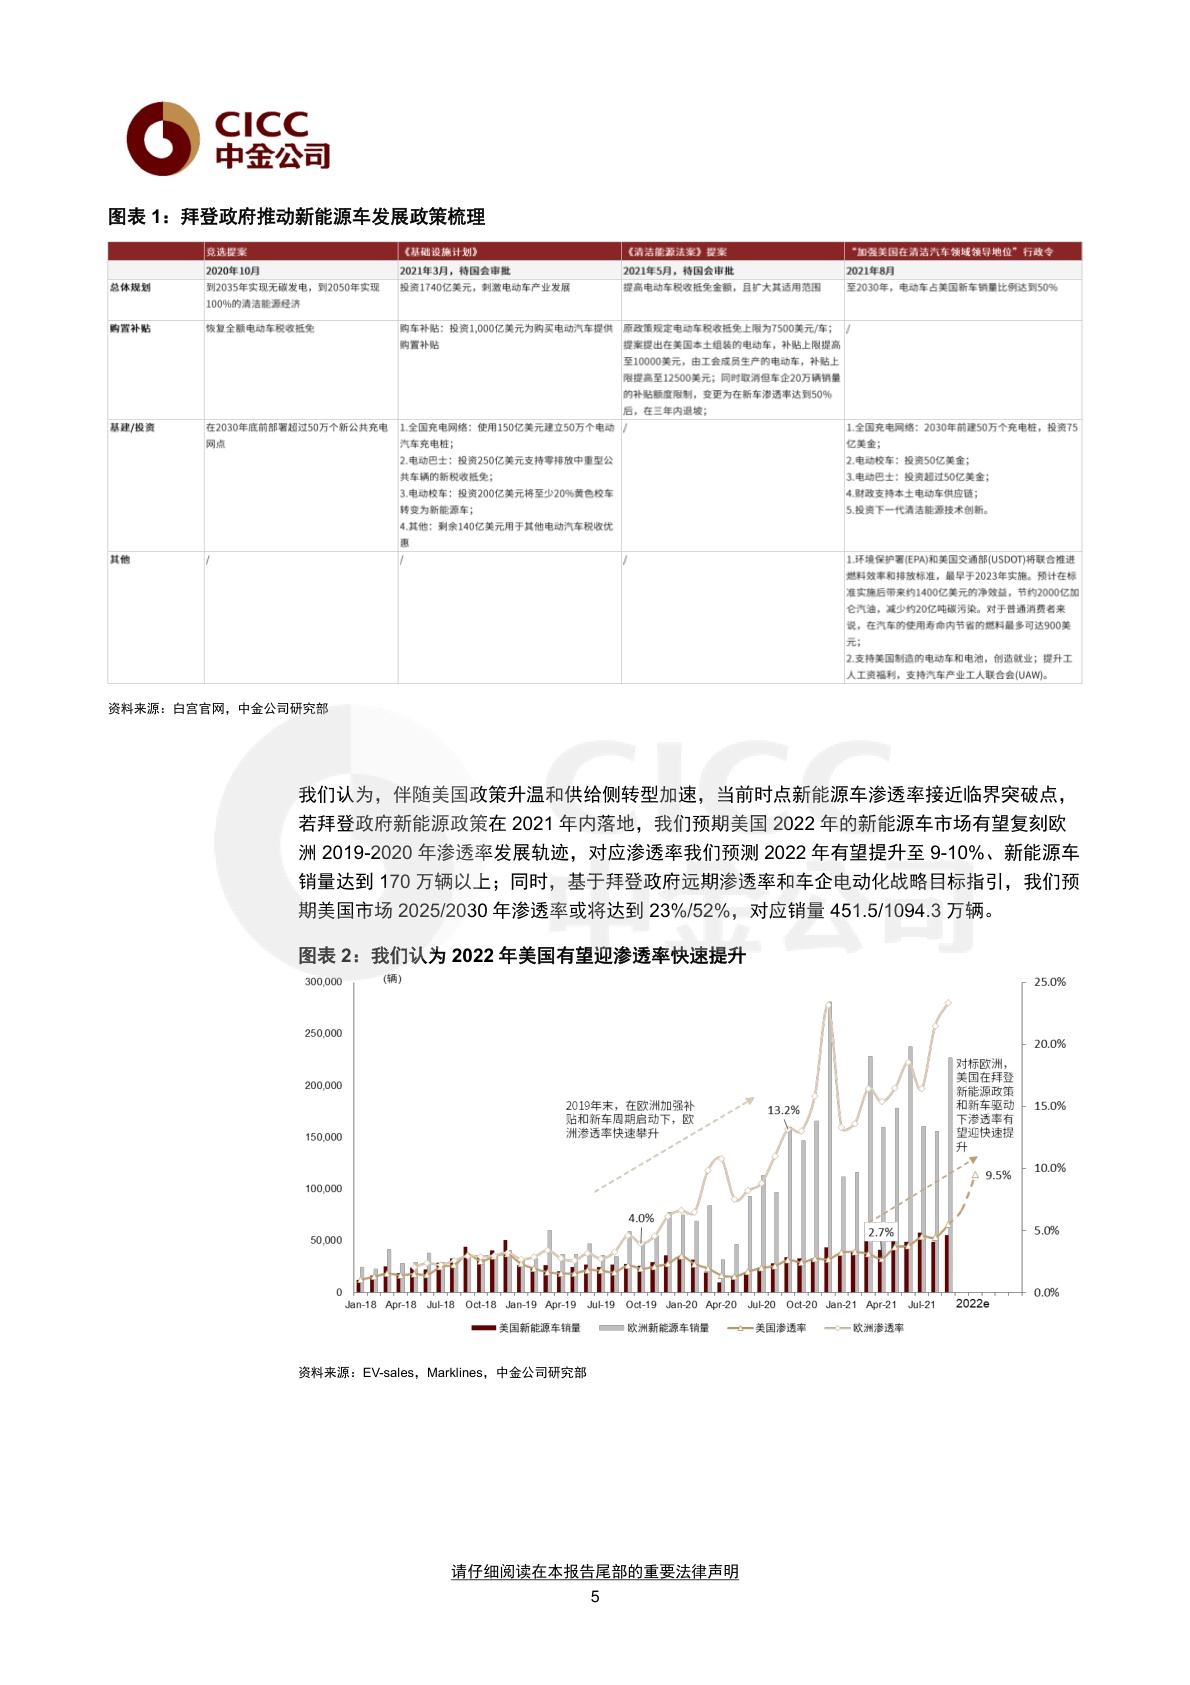 CICC
中金公司
图表 1：拜登政府推动新能源车发展政策梳理
竞选提案 《基础设施计划》 《清洁能源法案》提案 “加强美国在清洁汽车领域领导地位”行政令
2020年10月 2021年3月，待国会审批 2021年5月，待国会审批 2021年8月
总体规划
到2035年实现无碳发电，到2050年实现
100%的清洁能源经济
投资1740亿美元，刺激电动车产业发展
提高电动车税收抵免金额，且扩大其适用范围
至2030年，电动车占美国新车销量比例达到50%
购置补贴
恢复全额电动车税收抵免
购车补贴：投资1,000亿美元为购买电动汽车提供
购置补贴
原政策规定电动车税收抵免上限为7500美元/车；
提案提出在美国本土组装的电动车，补贴上限提高
至10000美元，由工会成员生产的电动车，补贴上
限提高至12500美元；同时取消但车企20万辆销量
的补贴额度限制，变更为在新车渗透率达到50%
后，在三年内退坡；
/
基建/投资
在2030年底前部署超过50万个新公共充电
网点
1.全国充电网络：使用150亿美元建立50万个电动
汽车充电桩；
2.电动巴士：投资250亿美元支持零排放中重型公
共车辆的新税收抵免；
3.电动校车：投资200亿美元将至少20%黄色校车
转变为新能源车；
4.其他：剩余140亿美元用于其他电动汽车税收优
惠
/
1.全国充电网络：2030年前建50万个充电桩，投资75
亿美金；
2.电动校车：投资50亿美金；
3.电动巴士：投资超过50亿美金；
4.财政支持本土电动车供应链；
5.投资下一代清洁能源技术创新。
其他
/
/
/
1.环境保护署(EPA)和美国交通部(USDOT)将联合推进
燃料效率和排放标准，最早于2023年实施。预计在标
准实施后带来约1400亿美元的净效益，节约2000亿加
仑汽油，减少约20亿吨碳污染。对于普通消费者来
说，在汽车的使用寿命内节省的燃料最多可达900美
元；
2.支持美国制造的电动车和电池，创造就业；提升工
人工资福利，支持汽车产业工人联合会(UAW)。
资料来源：白宫官网，中金公司研究部
CICC
中金公司
我们认为，伴随美国政策升温和供给侧转型加速，当前时点新能源车渗透率接近临界突破点，
若拜登政府新能源政策在 2021 年内落地，我们预期美国 2022 年的新能源车市场有望复刻欧
洲 2019-2020 年渗透率发展轨迹，对应渗透率我们预测 2022 年有望提升至 9-10%、新能源车
销量达到 170 万辆以上；同时，基于拜登政府远期渗透率和车企电动化战略目标指引，我们预
期美国市场 2025/2030 年渗透率或将达到 23%/52%，对应销量 451.5/1094.3 万辆。
图表 2：我们认为 2022 年美国有望迎渗透率快速提升
(辆)
300,000
250,000
200,000
150,000
100,000
50,000
0
25.0%
20.0%
15.0%
10.0%
5.0%
0.0%
2019年末，在欧洲加强补
贴和新车周期启动下，欧
洲渗透率快速攀升
4.0%
13.2%
2.7%
对标欧洲，
美国在拜登
新能源政策
和新车驱动
下渗透率有
望迎快速提
升
9.5%
Jan-18 Apr-18 Jul-18 Oct-18 Jan-19 Apr-19 Jul-19 Oct-19 Jan-20 Apr-20 Jul-20 Oct-20 Jan-21 Apr-21 Jul-21 2022e
美国新能源车销量 欧洲新能源车销量 美国渗透率 欧洲渗透率
资料来源：EV-sales，Marklines，中金公司研究部
请仔细阅读在本报告尾部的重要法律声明
5